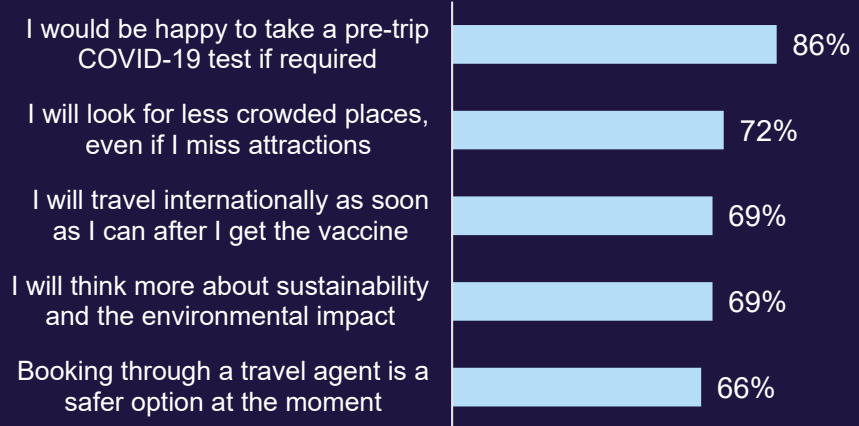 I would be happy to take a pre-trip
COVID-19 test if required
86%
I will look for less crowded places,
even if I miss attractions
72%
I will travel internationally as soon
as I can after I get the vaccine
69%
I will think more about sustainability
and the environmental impact
69%
Booking through a travel agent is a
safer option at the moment
66%